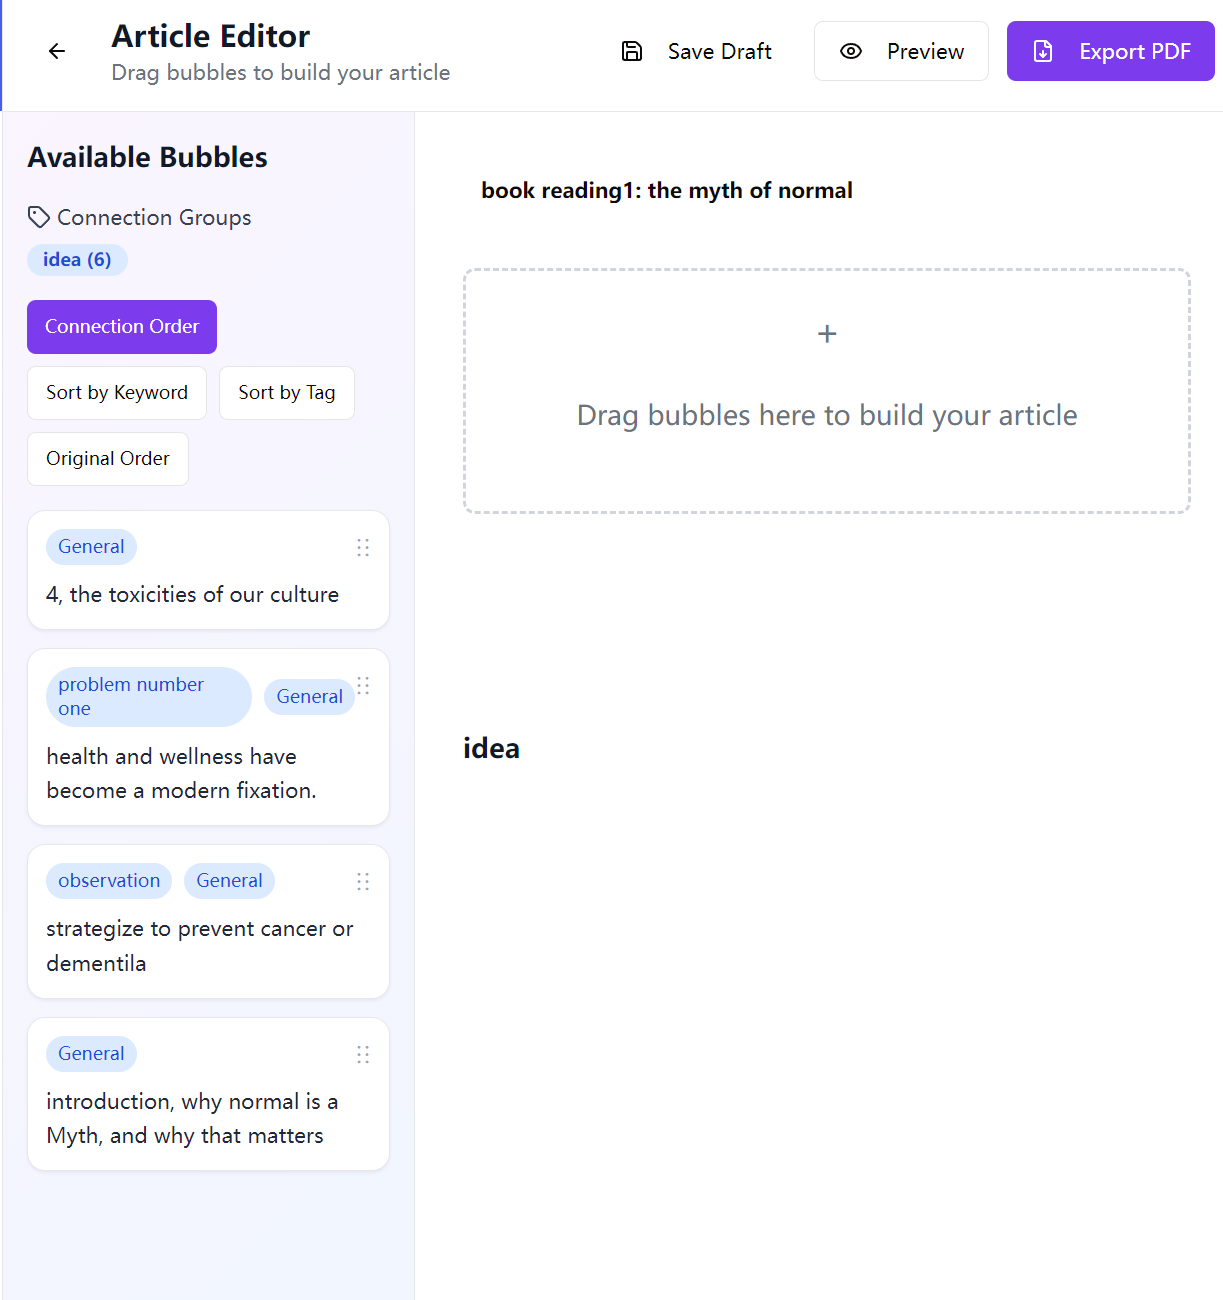 Article Editor
Drag bubbles to build your article
Save Draft
Preview
Export PDF
Available Bubbles
Connection Groups
idea (6)
Connection Order
Sort by Keyword
Sort by Tag
Original Order
General
4, the toxicities of our culture
problem number
one
General
health and wellness have
become a modern fixation.
observation
General
strategize to prevent cancer or
dementila
General
introduction, why normal is a
Myth, and why that matters
book reading1: the myth of normal
+
Drag bubbles here to build your article
idea